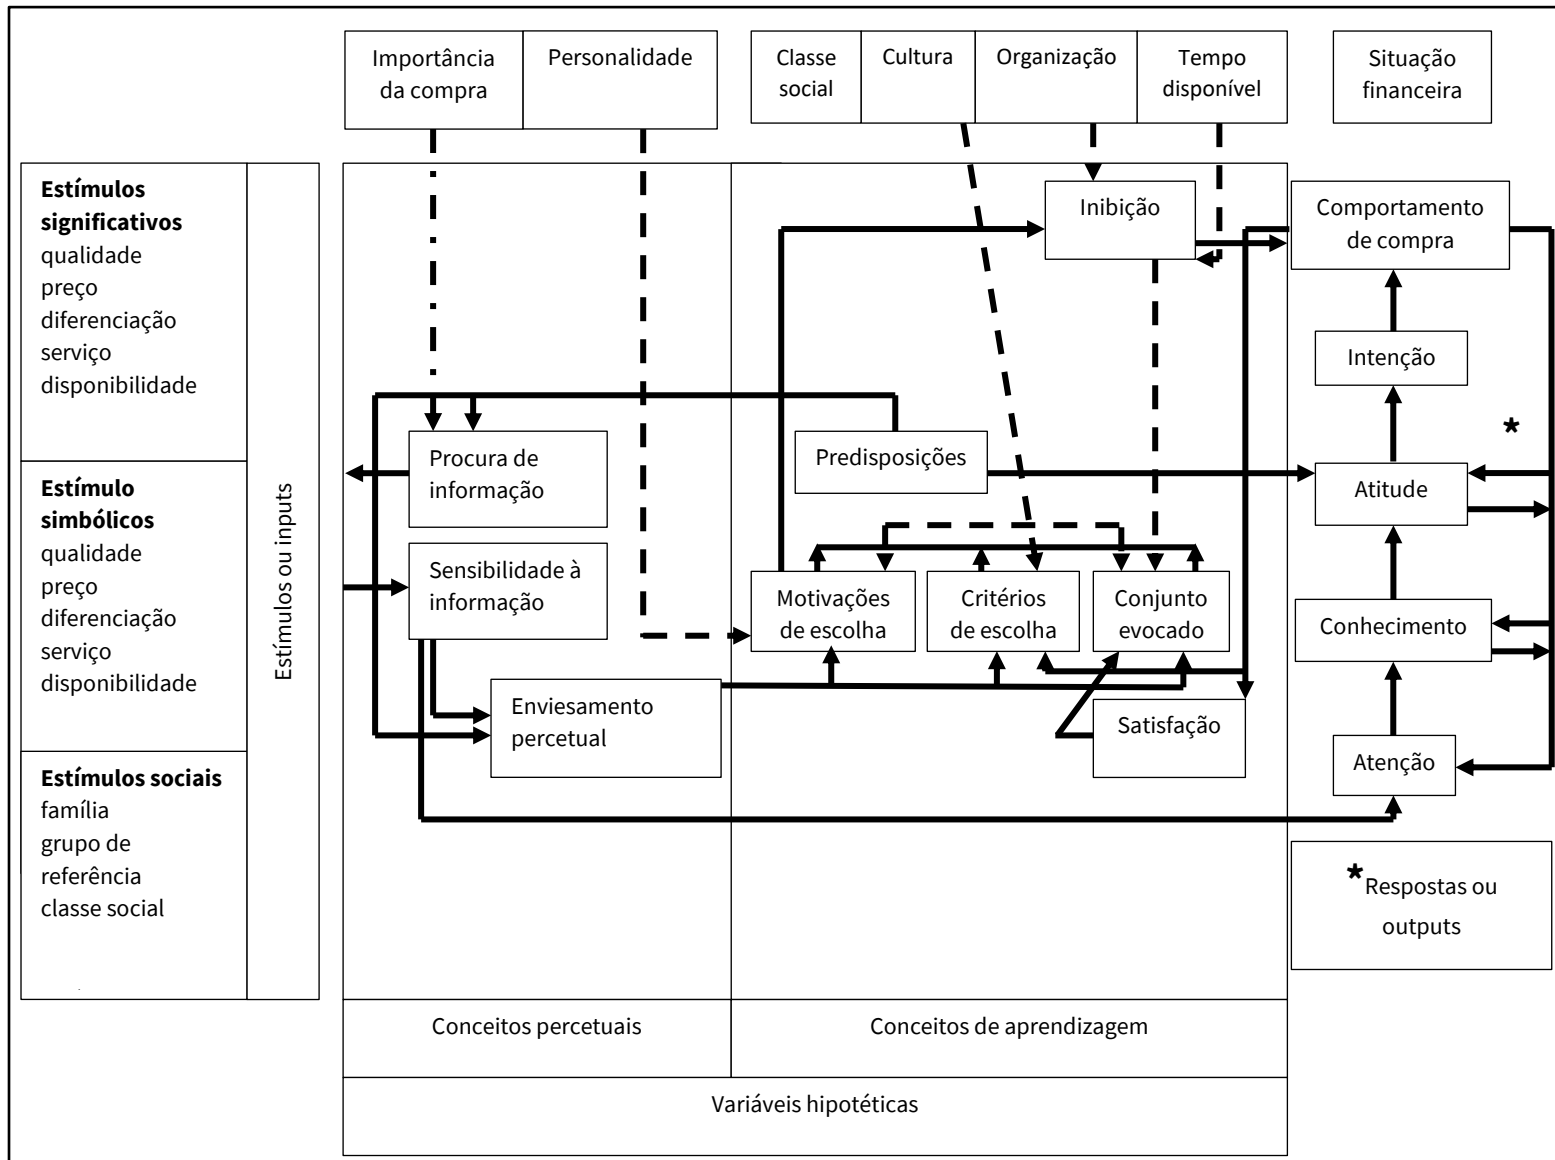 Importância
da compra
Personalidade
Classe
social
Cultura
Organização
Tempo
disponível
Situação
financeira
Estímulos
significativos
qualidade
preço
diferenciação
serviço
disponibilidade
Estímulo
simbólicos
qualidade
preço
diferenciação
serviço
disponibilidade
Estímulos sociais
família
grupo de
referência
classe social
Estímulos ou inputs
Procura de
informação
Sensibilidade à
informação
Enviesamento
percetual
Inibição
Predisposições
Motivações
de escolha
Critérios
de escolha
Conjunto
evocado
Satisfação
Comportamento
de compra
Intenção
*
Atitude
Conhecimento
Atenção
*Respostas ou
outputs
Conceitos percetuais
Conceitos de aprendizagem
Variáveis hipotéticas